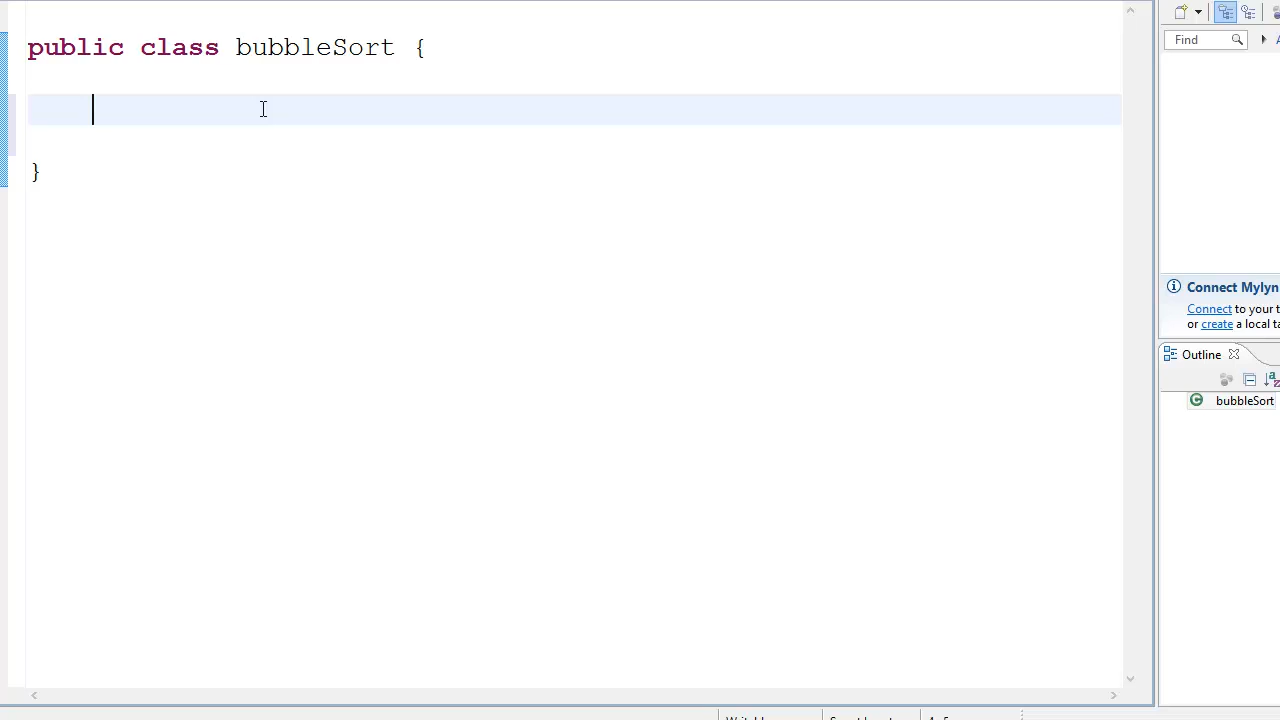 public class bubbleSort {
}
Find
Connect Mylyn
Connect to your t
or create a local ta
Outline
bubbleSort